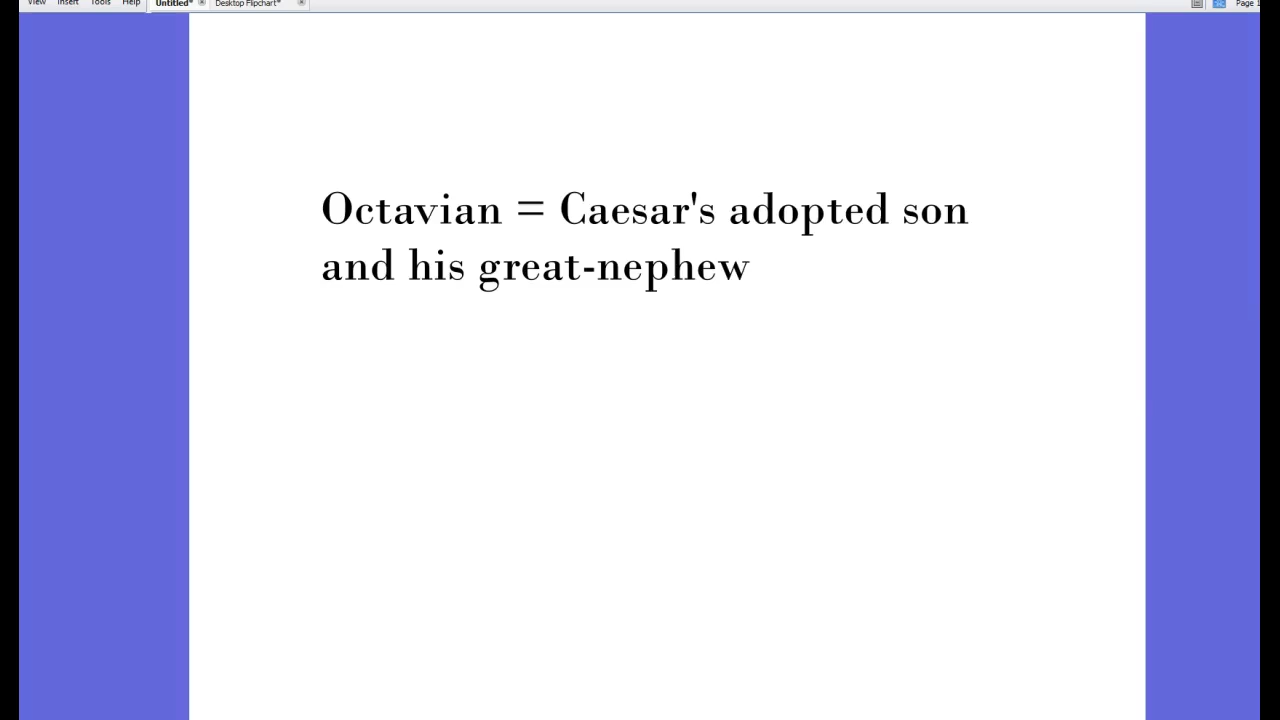 View Insert Tools Help Untitled* Desktop Flipchart* Page 1
Octavian = Caesar's adopted son
and his great-nephew